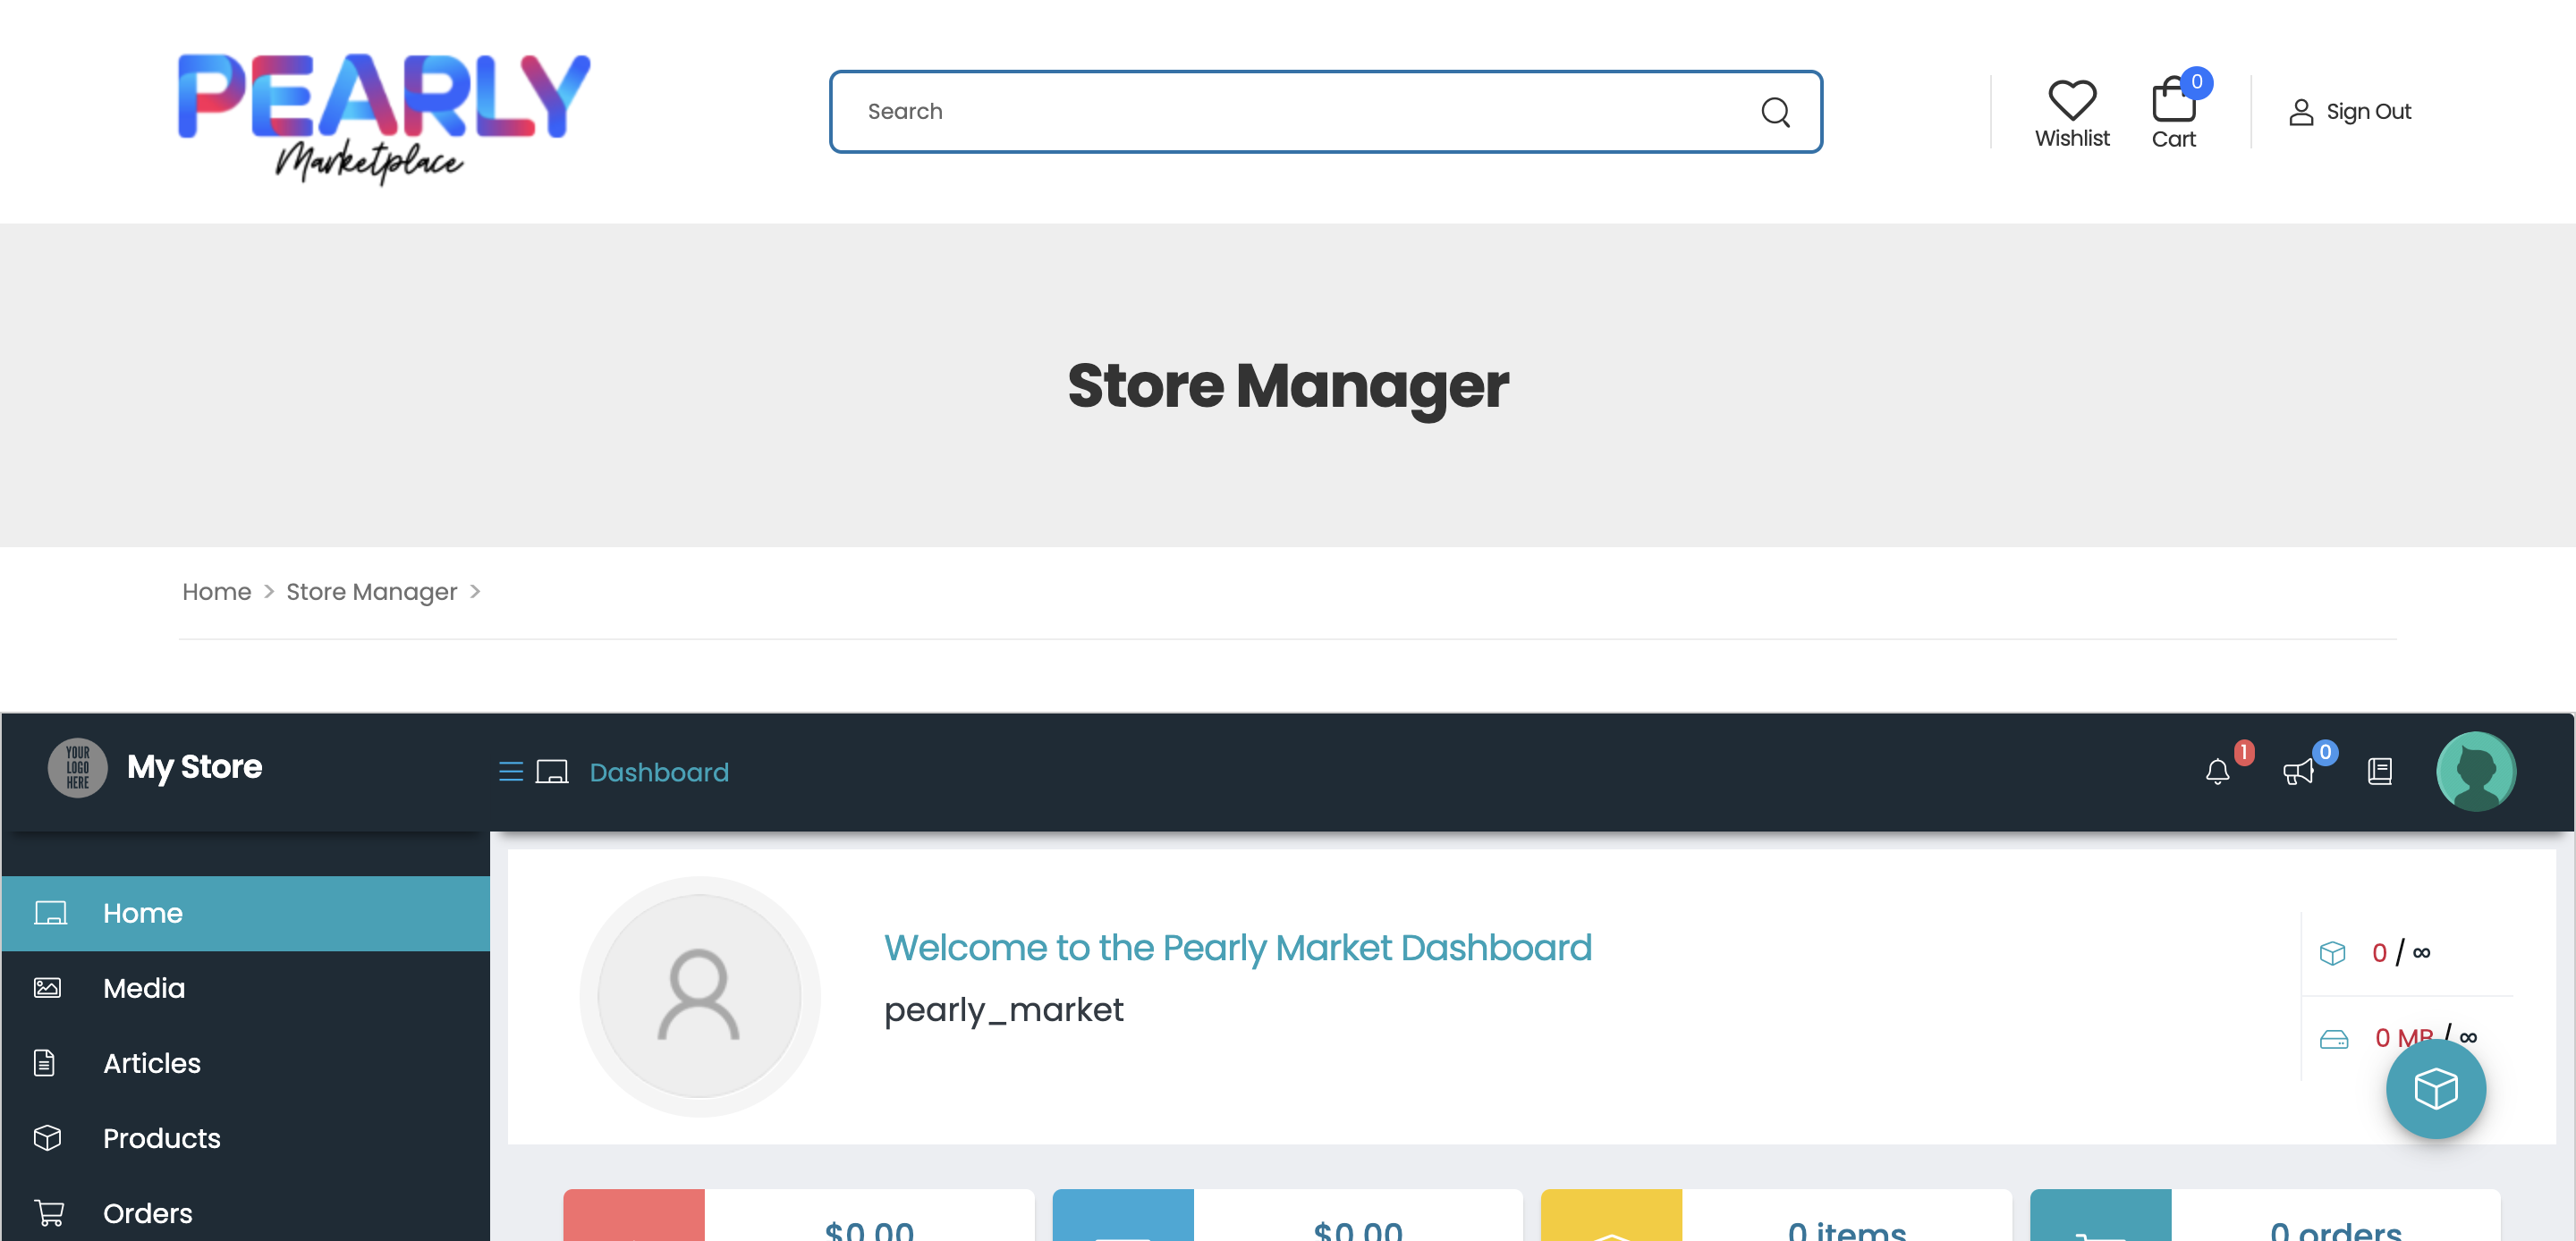 PEARLY
Marketplace
Search
Wishlist
0
Cart
Sign Out
Store Manager
Home > Store Manager >
YOUR
LOGO
HERE
My Store
Dashboard
1
0
Home
Media
Articles
Products
Orders
Welcome to the Pearly Market Dashboard
pearly_market
0 / ∞
0 MB / ∞
$0.00
$0.00
0 items
0 orders